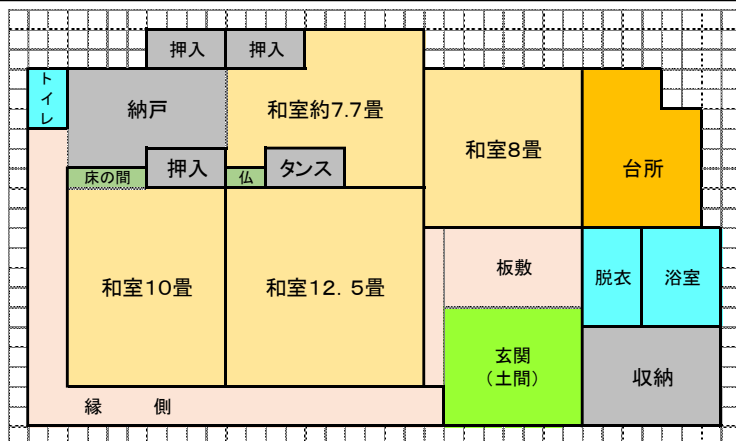 押入
押入
トイレ
納戸
和室約7.7畳
和室8畳
台所
床の間
押入
仏
タンス
和室10畳
和室12.5畳
板敷
脱衣
浴室
玄関
(土間)
収納
縁側